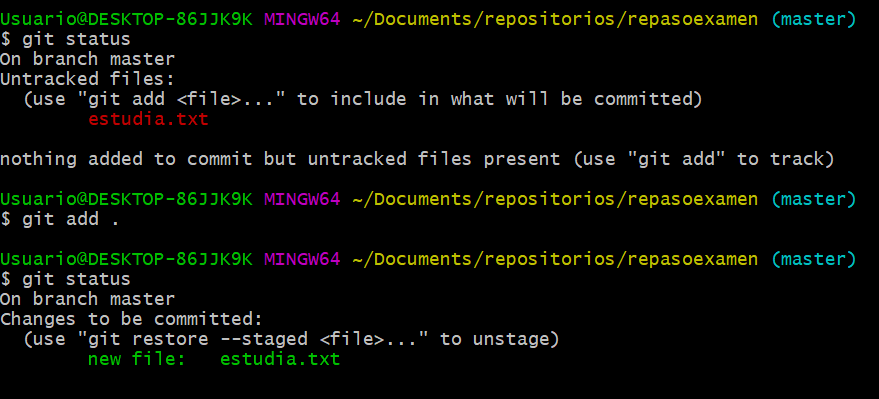 Usuario@DESKTOP-86JJK9K MINGW64 ~/Documents/repositorios/repasoexamen (master)
$ git status
On branch master
Untracked files:
  (use "git add <file>..." to include in what will be committed)
        estudia.txt

nothing added to commit but untracked files present (use "git add" to track)

Usuario@DESKTOP-86JJK9K MINGW64 ~/Documents/repositorios/repasoexamen (master)
$ git add .

Usuario@DESKTOP-86JJK9K MINGW64 ~/Documents/repositorios/repasoexamen (master)
$ git status
On branch master
Changes to be committed:
  (use "git restore --staged <file>..." to unstage)
        new file:   estudia.txt